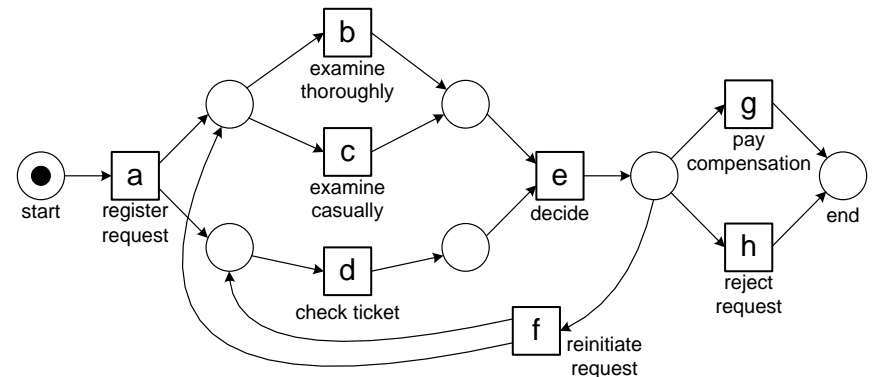 b
examine
thoroughly
g
pay
compensation
c
examine
casually
a
register
request
start
e
decide
end
h
reject
request
d
check ticket
f
reinitiate
request